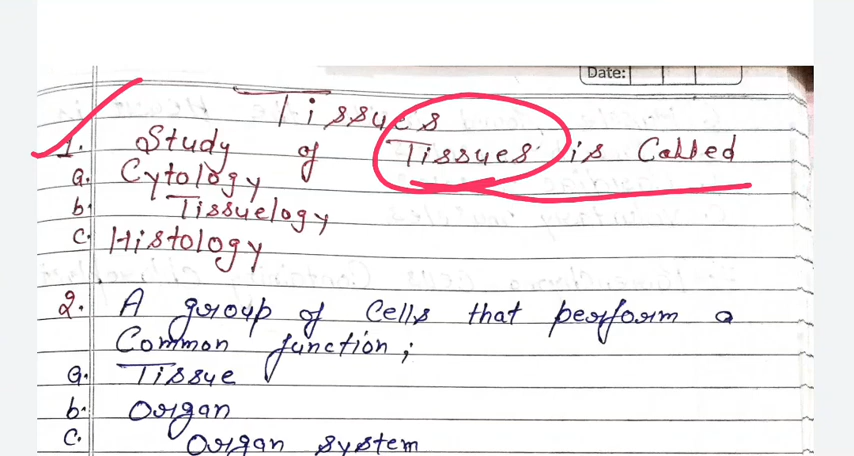 Date:
Tissues
1. Study of Tissues is Called
a. Cytology
b. Tissuelogy
c. Histology
2. A group of Cells that perform a
Common function;
a. Tissue
b. Organ
c. Organ system